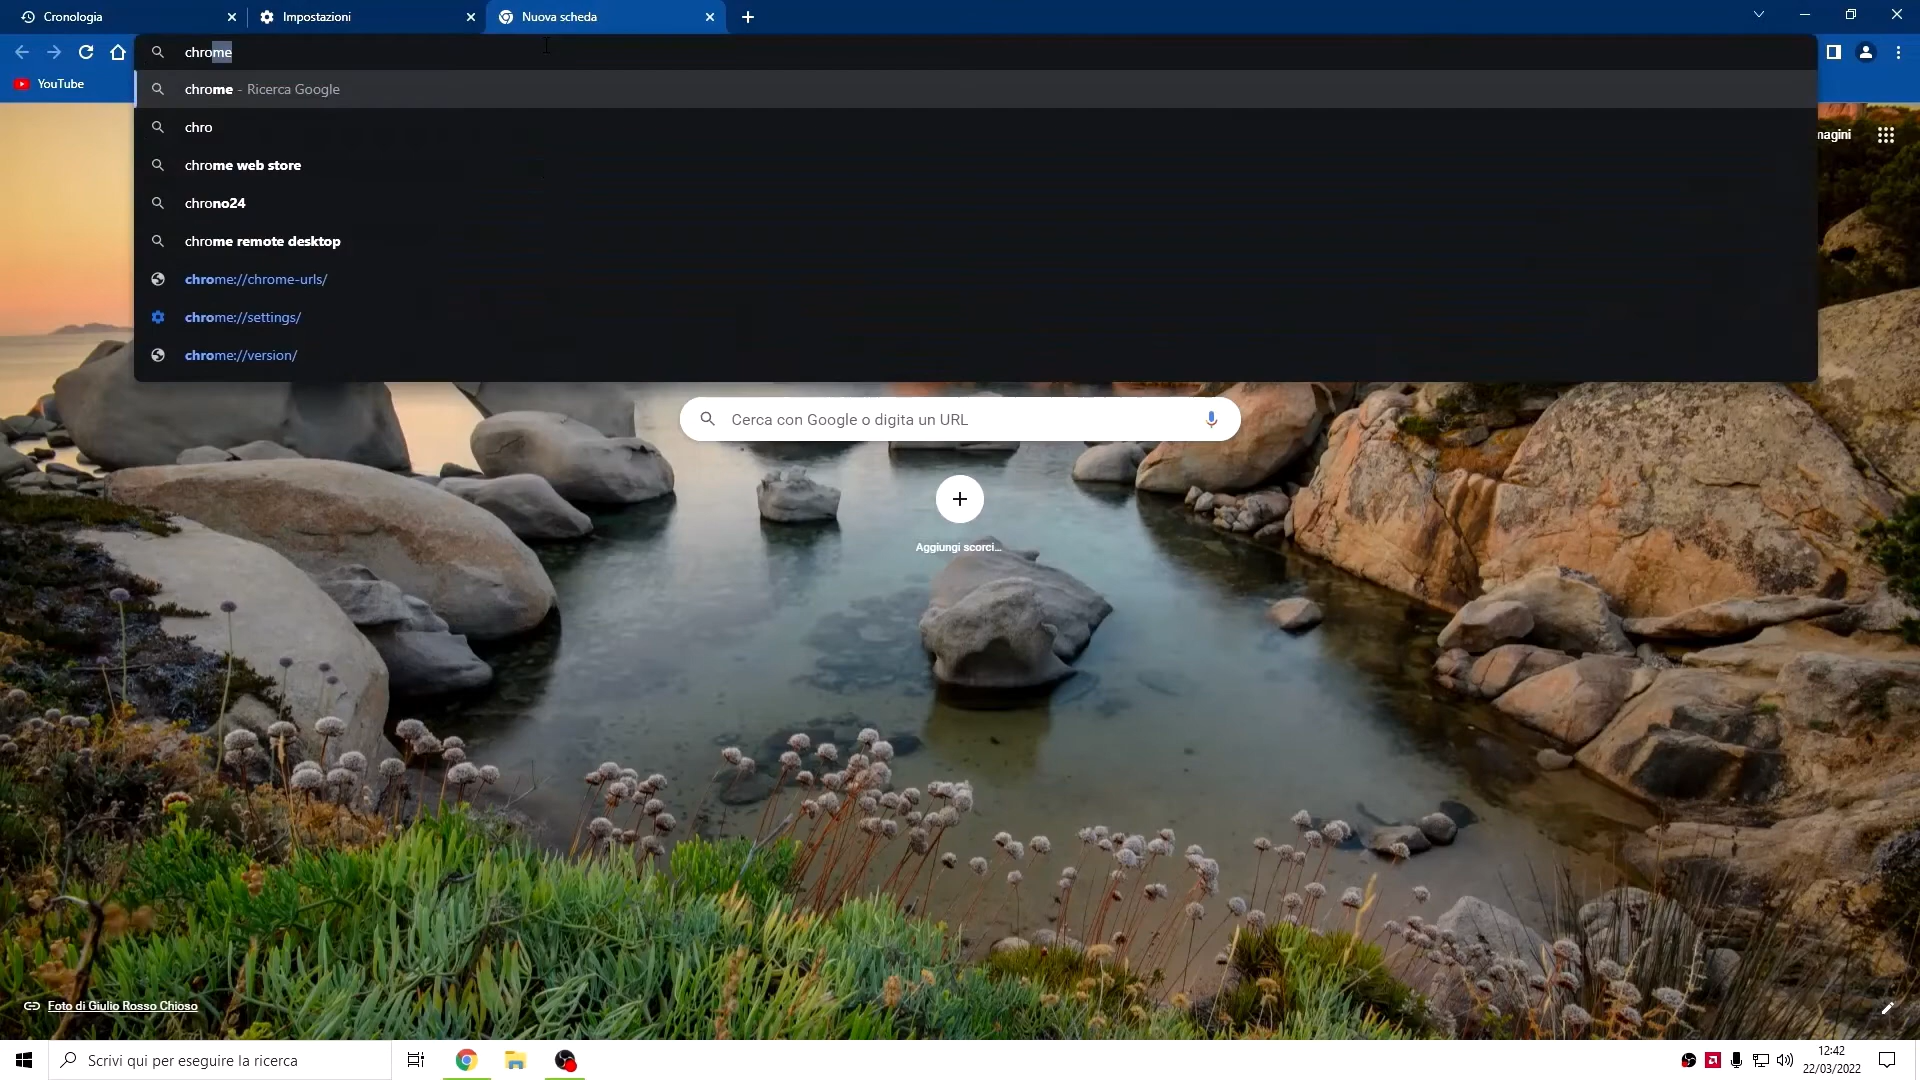 Cronologia
Impostazioni
Nuova scheda
chrome
YouTube
chrome - Ricerca Google
chro
magini
chrome web store
chrono24
chrome remote desktop
chrome://chrome-urls/
chrome://settings/
chrome://version/
Cerca con Google o digita un URL
Aggiungi scorci...
Foto di Giulio Rosso Chioso
Scrivi qui per eseguire la ricerca
12:42
22/03/2022